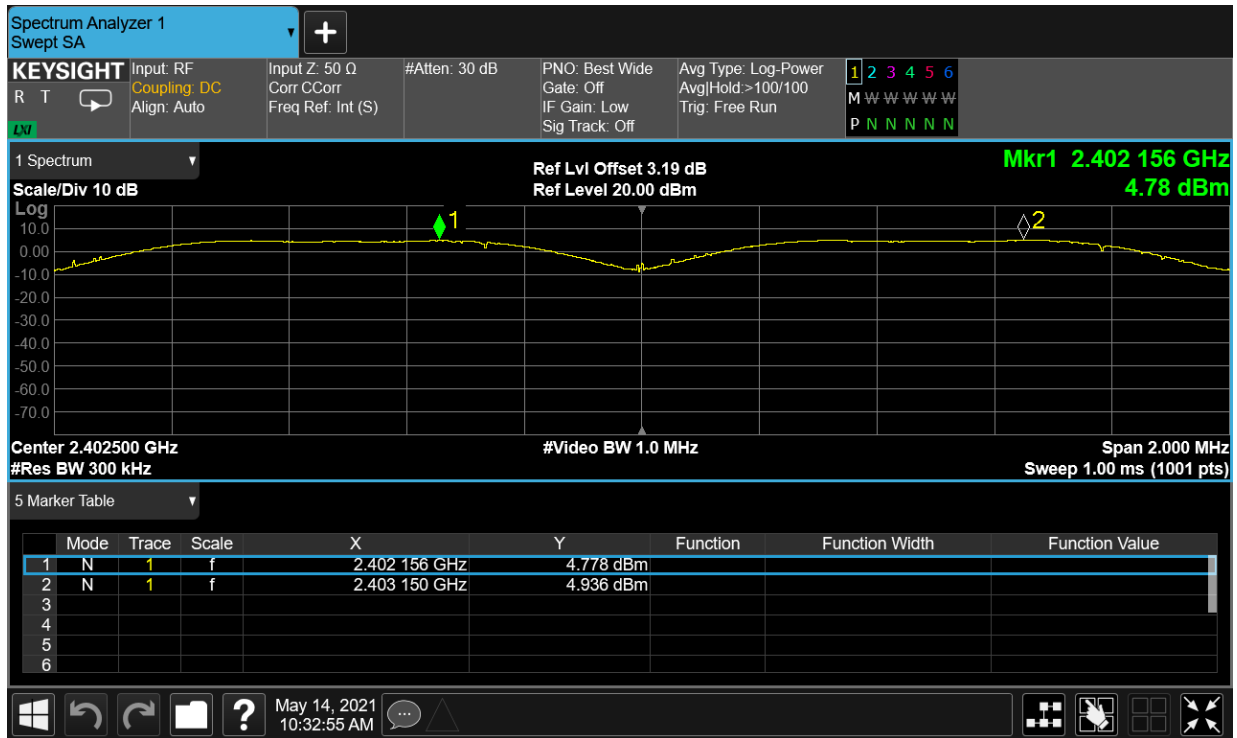 Spectrum Analyzer 1
Swept SA
▼
+
KEYSIGHT
R T
LXI
Input: RF
Coupling: DC
Align: Auto
Input Z: 50 Ω
Corr CCorr
Freq Ref: Int (S)
#Atten: 30 dB
PNO: Best Wide
Gate: Off
IF Gain: Low
Sig Track: Off
Avg Type: Log-Power
Avg|Hold:>100/100
Trig: Free Run
1 2 3 4 5 6
M W W W W W
P N N N N N
1 Spectrum ▼
Scale/Div 10 dB
Ref Lvl Offset 3.19 dB
Ref Level 20.00 dBm
Mkr1 2.402 156 GHz
4.78 dBm
Log
10.0
0.00
-10.0
-20.0
-30.0
-40.0
-50.0
-60.0
-70.0
1
2
Center 2.402500 GHz
#Res BW 300 kHz
#Video BW 1.0 MHz
Span 2.000 MHz
Sweep 1.00 ms (1001 pts)
5 Marker Table ▼
Mode Trace Scale X Y Function Function Width Function Value
1 N 1 f 2.402 156 GHz 4.778 dBm
2 N 1 f 2.403 150 GHz 4.936 dBm
3
4
5
6
?
May 14, 2021
10:32:55 AM